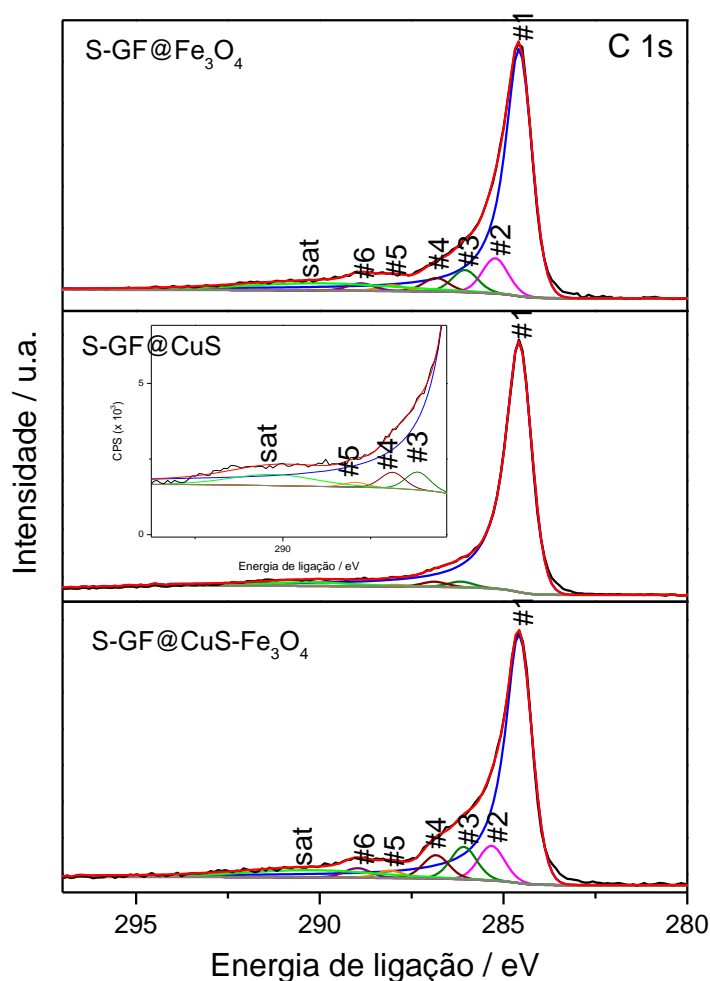 S-GF@Fe₃O₄
C 1s
#1
#2
#3
#4
#5
#6
sat
S-GF@CuS
#1
CPS (x 10³)
5
0
sat
#5
#4
#3
290
Energia de ligação / eV
S-GF@CuS-Fe₃O₄
#1
#2
#3
#4
#5
#6
sat
Intensidade / u.a.
295
290
285
280
Energia de ligação / eV